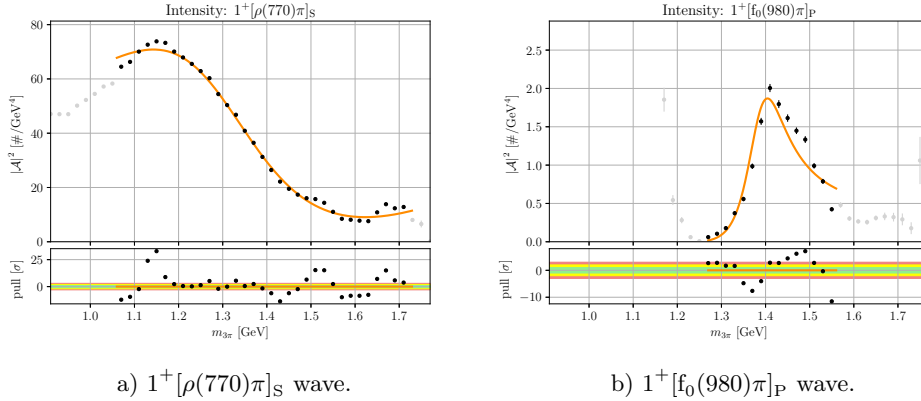 Intensity: 1⁺[ρ(770)π]S
|𝒜|² [#/GeV⁴]
80
60
40
20
0
pull [σ]
25
0
1.0 1.1 1.2 1.3 1.4 1.5 1.6 1.7
m3π [GeV]
a) 1⁺[ρ(770)π]S wave.
Intensity: 1⁺[f₀(980)π]P
|𝒜|² [#/GeV⁴]
2.5
2.0
1.5
1.0
0.5
0.0
pull [σ]
0
−10
1.0 1.1 1.2 1.3 1.4 1.5 1.6 1.7
m3π [GeV]
b) 1⁺[f₀(980)π]P wave.